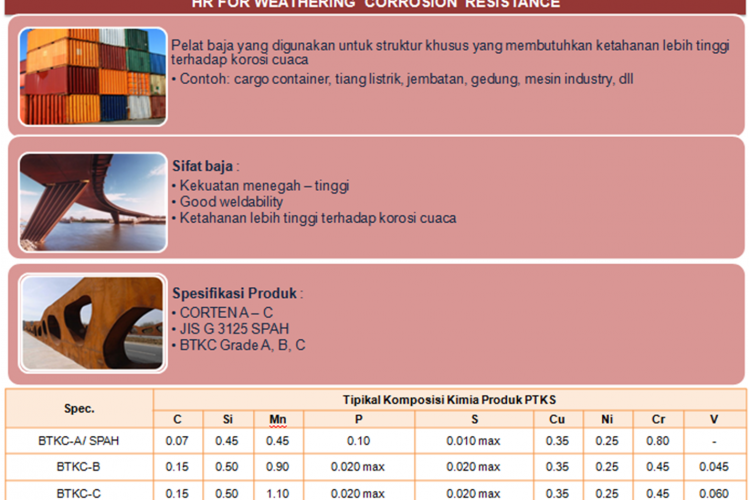 HR FOR WEATHERING CORROSION RESISTANCE
Pelat baja yang digunakan untuk struktur khusus yang membutuhkan ketahanan lebih tinggi
terhadap korosi cuaca
• Contoh: cargo container, tiang listrik, jembatan, gedung, mesin industry, dll
Sifat baja :
• Kekuatan menegah – tinggi
• Good weldability
• Ketahanan lebih tinggi terhadap korosi cuaca
Spesifikasi Produk :
• CORTEN A – C
• JIS G 3125 SPAH
• BTKC Grade A, B, C
Spec. Tipikal Komposisi Kimia Produk PTKS
C Si Mn P S Cu Ni Cr V
BTKC-A/ SPAH 0.07 0.45 0.45 0.10 0.010 max 0.35 0.25 0.80 -
BTKC-B 0.15 0.50 0.90 0.020 max 0.020 max 0.35 0.25 0.45 0.045
BTKC-C 0.15 0.50 1.10 0.020 max 0.020 max 0.35 0.25 0.45 0.060